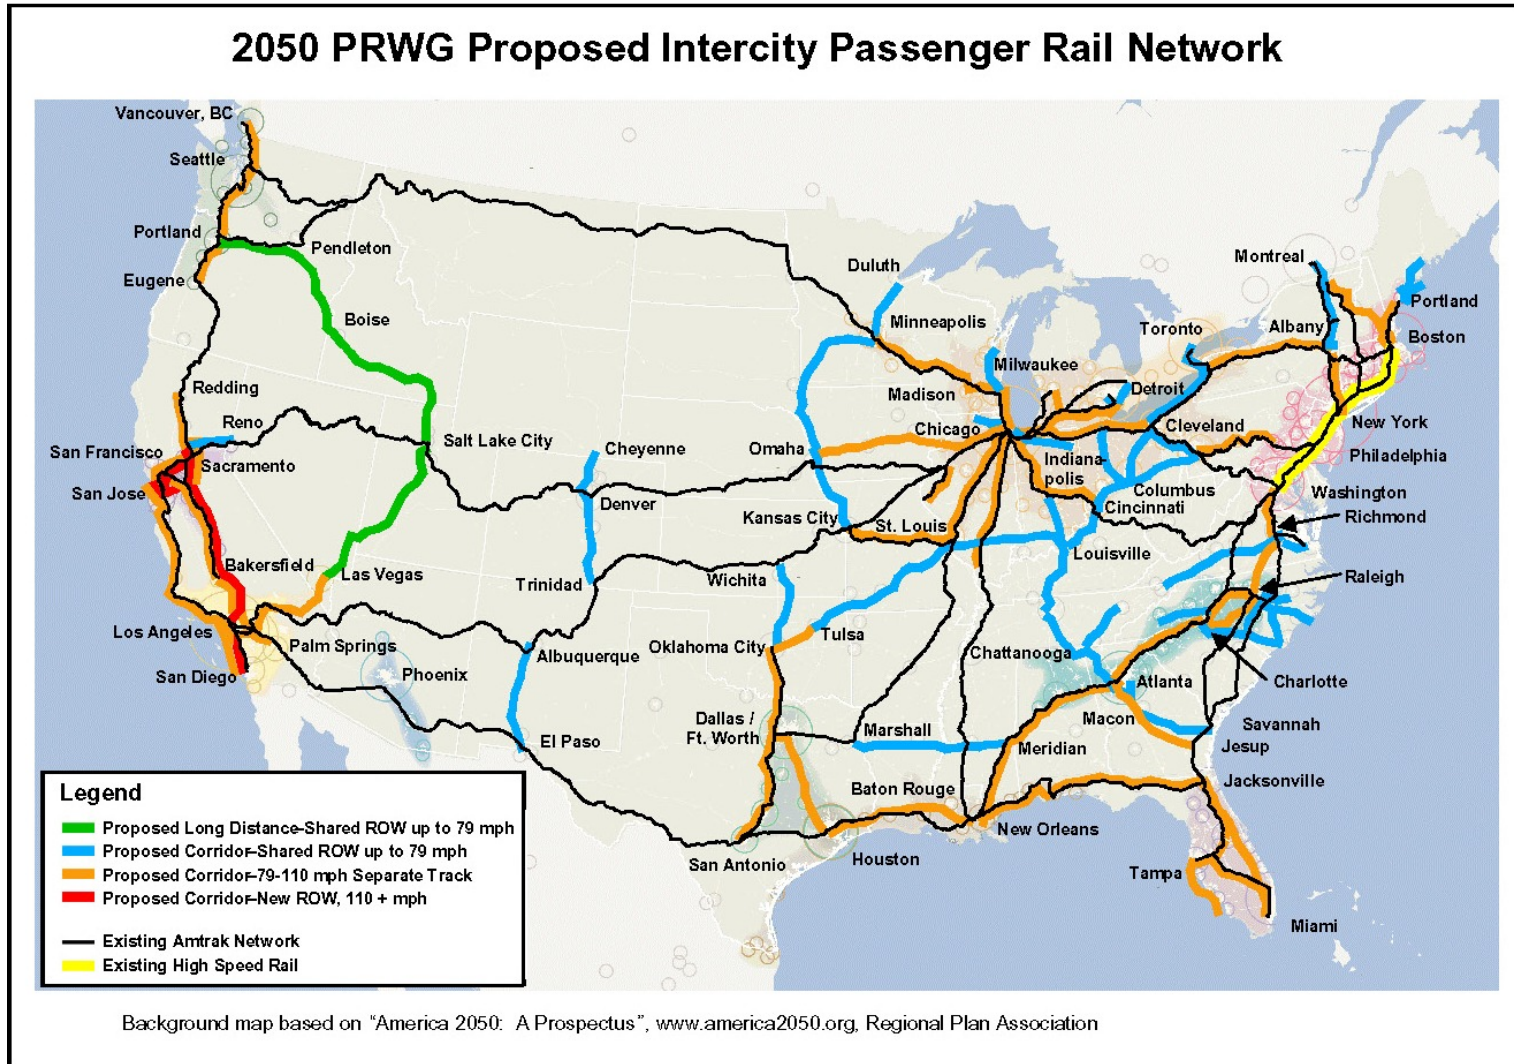 2050 PRWG Proposed Intercity Passenger Rail Network
Vancouver, BC
Seattle
Portland
Pendleton
Eugene
Boise
Redding
Reno
San Francisco
Sacramento
San Jose
Salt Lake City
Bakersfield
Las Vegas
Los Angeles
Palm Springs
San Diego
Phoenix
Cheyenne
Denver
Trinidad
Albuquerque
El Paso
Duluth
Minneapolis
Milwaukee
Madison
Chicago
Omaha
Kansas City
St. Louis
Wichita
Oklahoma City
Tulsa
Dallas /
Ft. Worth
Marshall
Baton Rouge
San Antonio
Houston
New Orleans
Meridian
Toronto
Detroit
Cleveland
Indiana-
polis
Columbus
Cincinnati
Louisville
Chattanooga
Atlanta
Macon
Montreal
Albany
Portland
Boston
New York
Philadelphia
Washington
Richmond
Raleigh
Charlotte
Savannah
Jesup
Jacksonville
Tampa
Miami
Legend
Proposed Long Distance-Shared ROW up to 79 mph
Proposed Corridor-Shared ROW up to 79 mph
Proposed Corridor-79-110 mph Separate Track
Proposed Corridor-New ROW, 110 + mph
Existing Amtrak Network
Existing High Speed Rail
Background map based on "America 2050: A Prospectus", www.america2050.org, Regional Plan Association